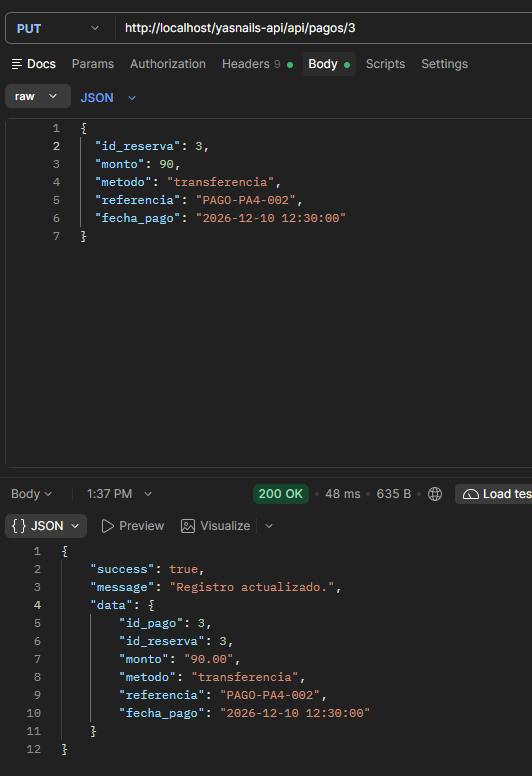 PUT http://localhost/yasnails-api/api/pagos/3
Docs Params Authorization Headers 9 Body Scripts Settings
raw JSON
1 {
2 "id_reserva": 3,
3 "monto": 90,
4 "metodo": "transferencia",
5 "referencia": "PAGO-PA4-002",
6 "fecha_pago": "2026-12-10 12:30:00"
7 }
Body 1:37 PM 200 OK • 48 ms • 635 B Load tes
{} JSON Preview Visualize
1 {
2 "success": true,
3 "message": "Registro actualizado.",
4 "data": {
5 "id_pago": 3,
6 "id_reserva": 3,
7 "monto": "90.00",
8 "metodo": "transferencia",
9 "referencia": "PAGO-PA4-002",
10 "fecha_pago": "2026-12-10 12:30:00"
11 }
12 }